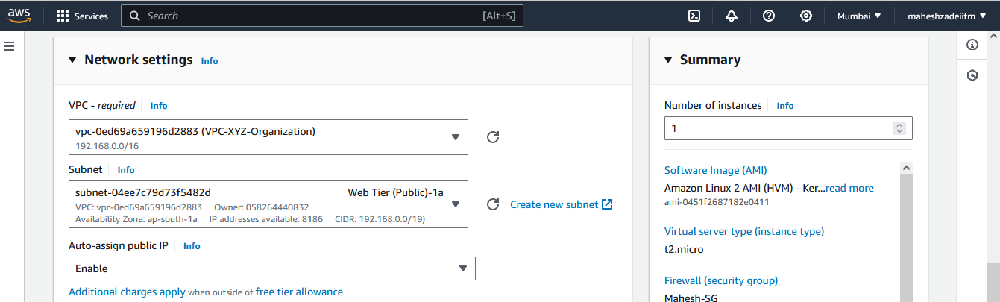 aws
Services
Search
[Alt+S]
Mumbai
maheshzadeiitm
Network settings Info
VPC - required Info
vpc-0ed69a659196d2883 (VPC-XYZ-Organization)
192.168.0.0/16
Subnet Info
subnet-04ee7c79d73f5482d Web Tier (Public)-1a
VPC: vpc-0ed69a659196d2883 Owner: 058264440832
Availability Zone: ap-south-1a IP addresses available: 8186 CIDR: 192.168.0.0/19)
Create new subnet
Auto-assign public IP Info
Enable
Additional charges apply when outside of free tier allowance
Summary
Number of instances Info
1
Software Image (AMI)
Amazon Linux 2 AMI (HVM) - Ker...read more
ami-0451f2687182e0411
Virtual server type (instance type)
t2.micro
Firewall (security group)
Mahesh-SG